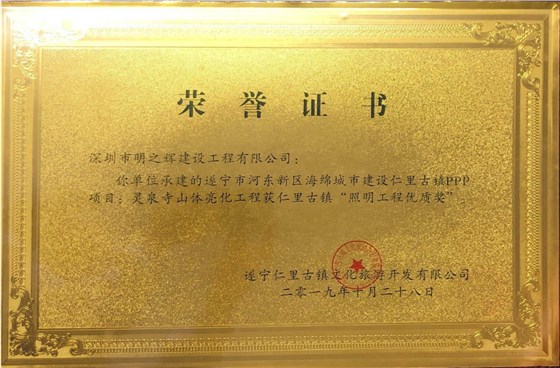 荣誉证书
深圳市明之辉建设工程有限公司：
你单位承建的遂宁市河东新区海绵城市建设仁里古镇PPP
项目：灵泉寺山体亮化工程获仁里古镇“照明工程优质奖”。
遂宁仁里古镇文化旅游开发有限公司
二零一九年十月二十八日